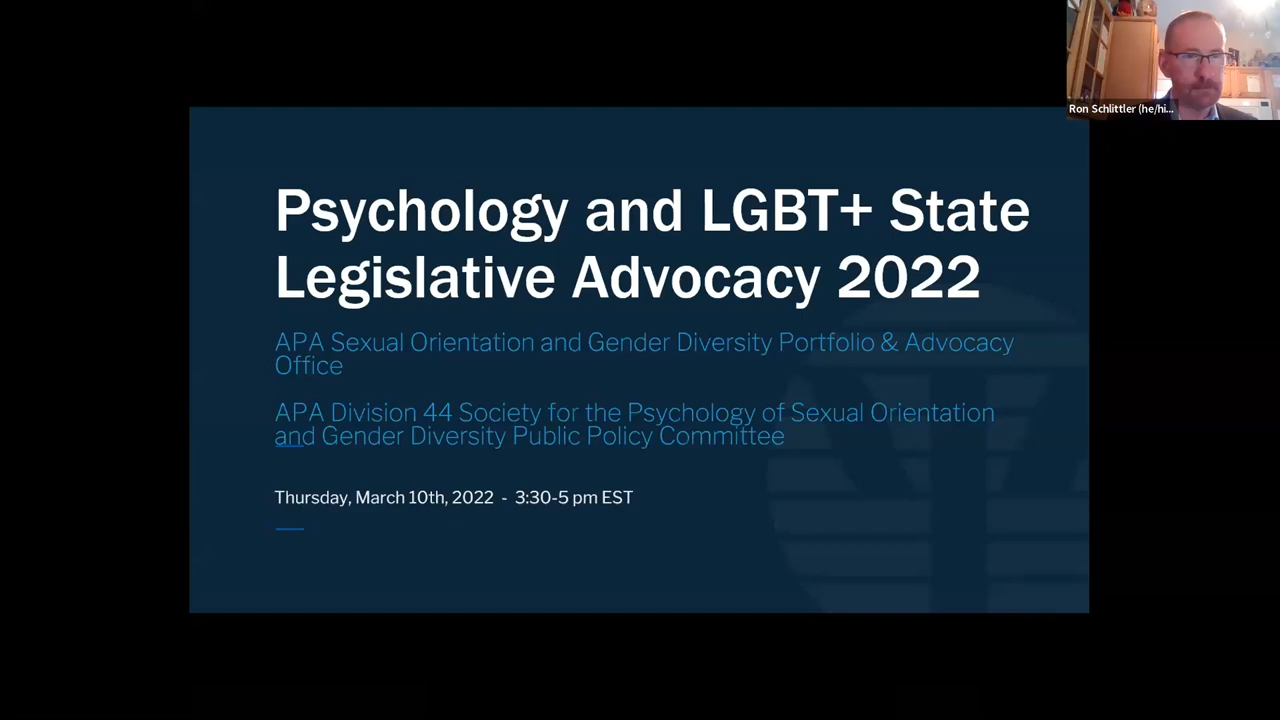 Psychology and LGBT+ State
Legislative Advocacy 2022
APA Sexual Orientation and Gender Diversity Portfolio & Advocacy
Office
APA Division 44 Society for the Psychology of Sexual Orientation
and Gender Diversity Public Policy Committee
Thursday, March 10th, 2022 - 3:30-5 pm EST
Ron Schlittler (he/hi...